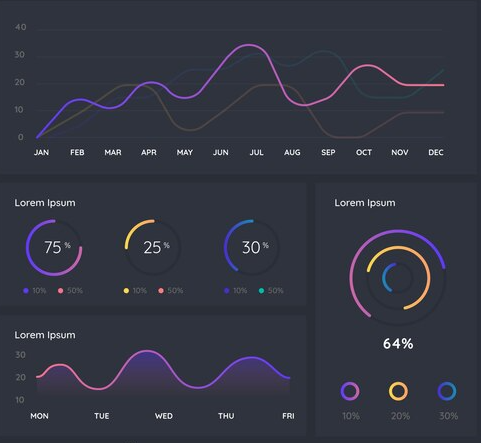 40
30
20
10
0
JAN FEB MAR APR MAY JUN JUL AUG SEP OCT NOV DEC
Lorem Ipsum
75 %
25 %
30 %
10% 50%
10% 50%
10% 50%
Lorem Ipsum
30
20
10
MON TUE WED THU FRI
Lorem Ipsum
64%
10% 20% 30%